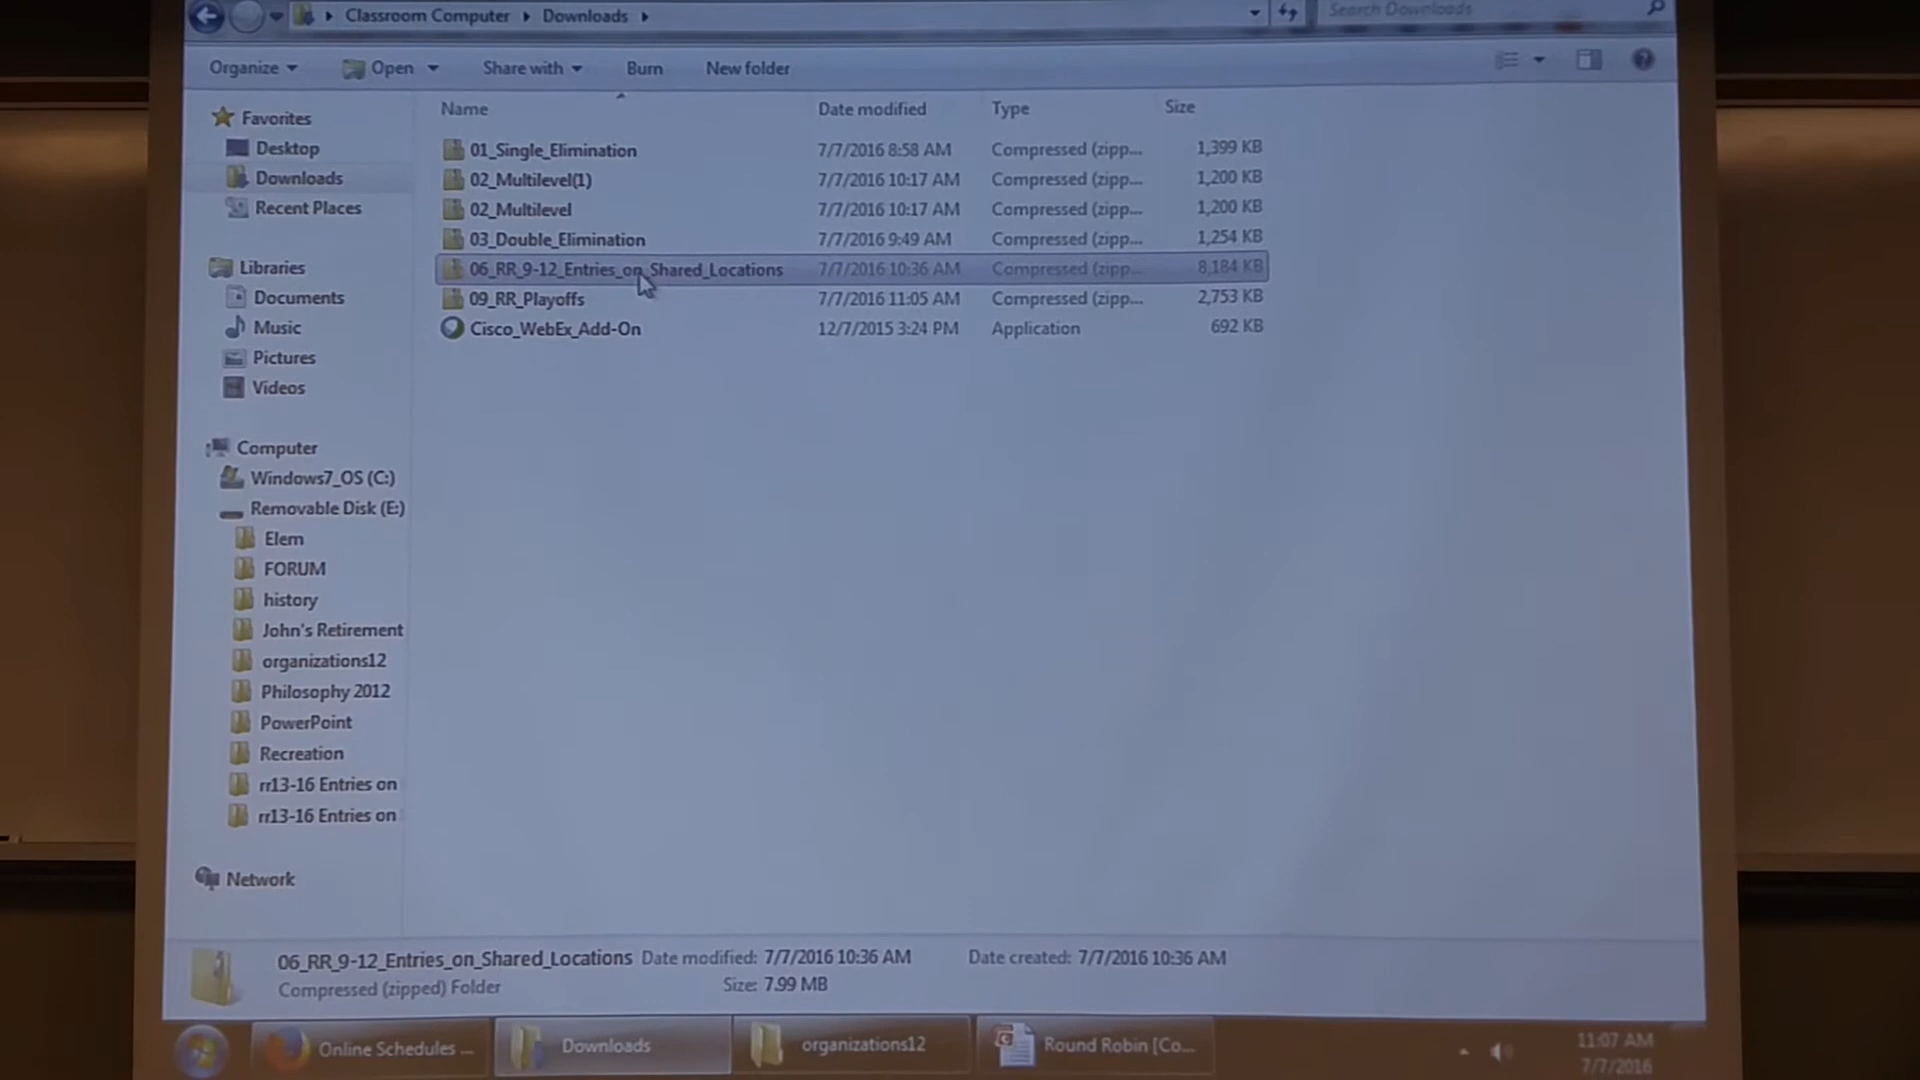 Classroom Computer Downloads
Search Downloads
Organize Open Share with Burn New folder
Name Date modified Type Size
Favorites
Desktop
Downloads
Recent Places
Libraries
Documents
Music
Pictures
Videos
Computer
Windows7_OS (C:)
Removable Disk (E:)
Elem
FORUM
history
John's Retirement
organizations12
Philosophy 2012
PowerPoint
Recreation
rr13-16 Entries on
rr13-16 Entries on
Network
01_Single_Elimination 7/7/2016 8:58 AM Compressed (zipp... 1,399 KB
02_Multilevel(1) 7/7/2016 10:17 AM Compressed (zipp... 1,200 KB
02_Multilevel 7/7/2016 10:17 AM Compressed (zipp... 1,200 KB
03_Double_Elimination 7/7/2016 9:49 AM Compressed (zipp... 1,254 KB
06_RR_9-12_Entries_on_Shared_Locations 7/7/2016 10:36 AM Compressed (zipp... 8,184 KB
09_RR_Playoffs 7/7/2016 11:05 AM Compressed (zipp... 2,753 KB
Cisco_WebEx_Add-On 12/7/2015 3:24 PM Application 692 KB
06_RR_9-12_Entries_on_Shared_Locations Date modified: 7/7/2016 10:36 AM Date created: 7/7/2016 10:36 AM
Compressed (zipped) Folder Size: 7.99 MB
Online Schedules ... Downloads organizations12 Round Robin [Co... 11:07 AM
7/7/2016